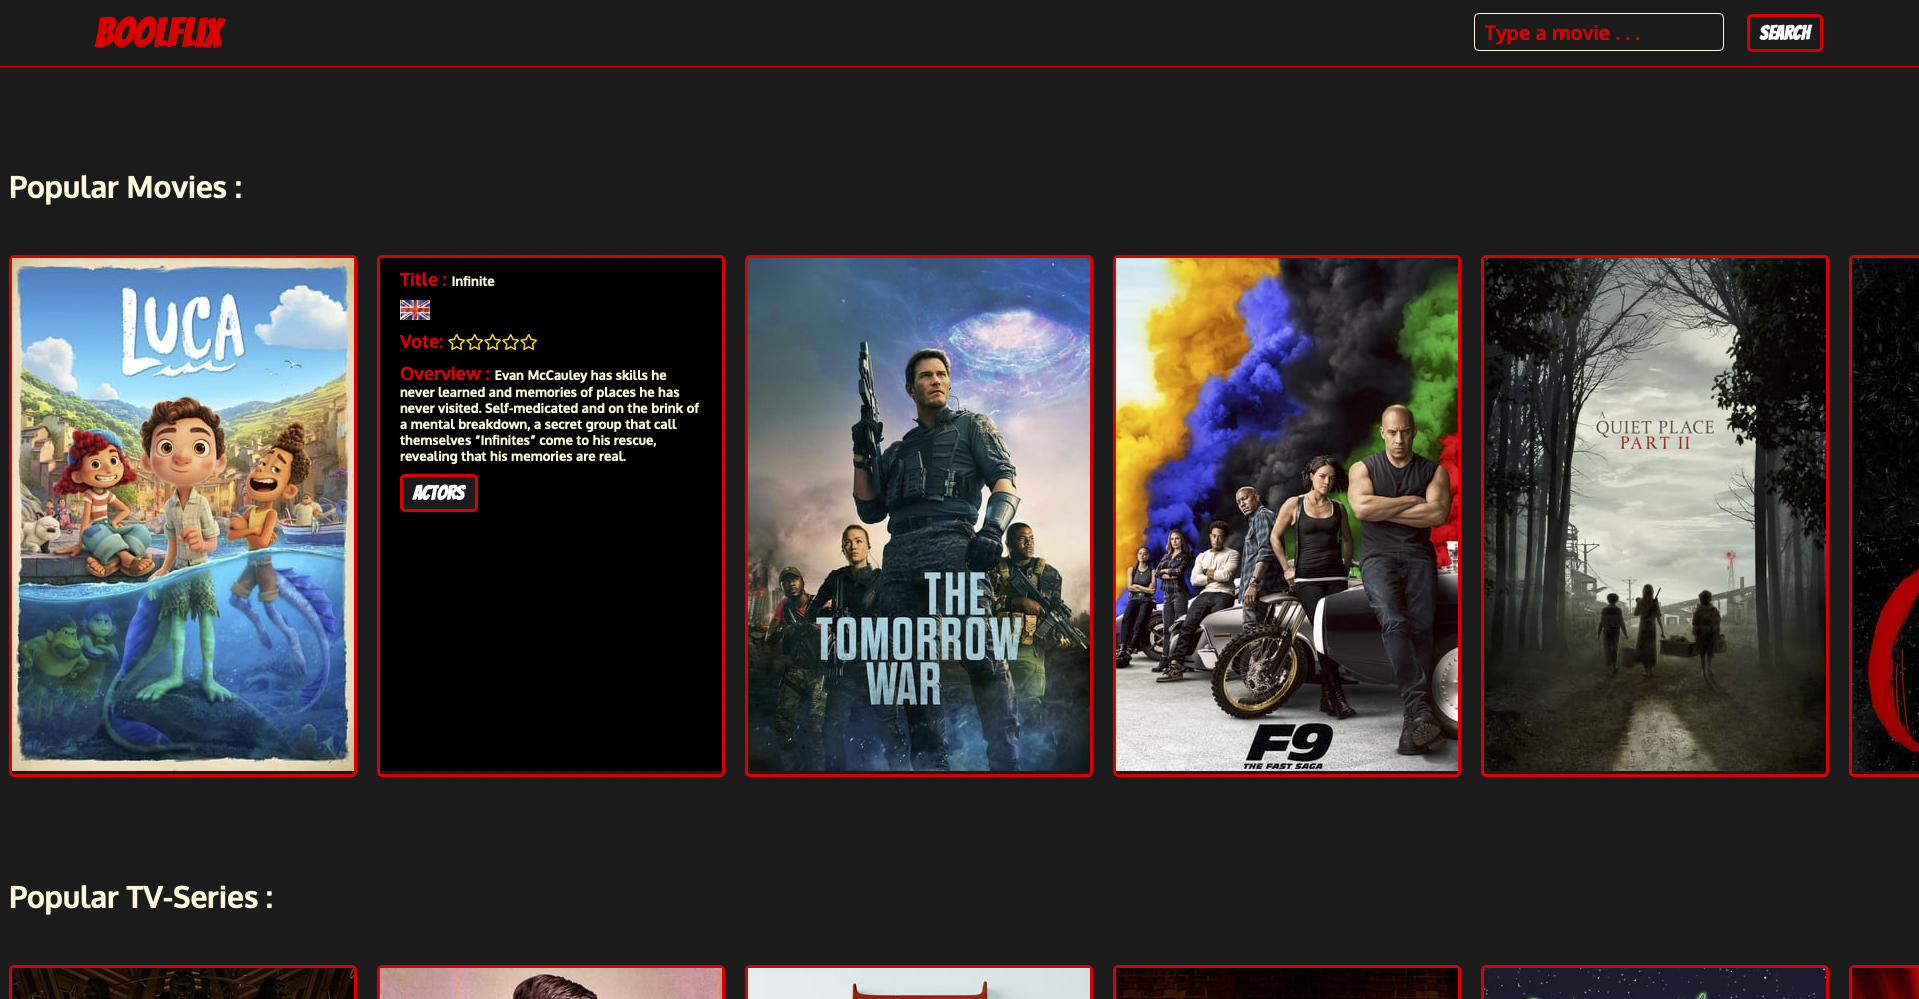 BOOLFLIX
Type a movie . . .
SEARCH
Popular Movies :
LUCA
Title : Infinite
Vote:
Overview : Evan McCauley has skills he
never learned and memories of places he has
never visited. Self-medicated and on the brink of
a mental breakdown, a secret group that call
themselves “Infinites” come to his rescue,
revealing that his memories are real.
ACTORS
THE
TOMORROW
WAR
F9
THE FAST SAGA
A
QUIET PLACE
PART II
Popular TV-Series :